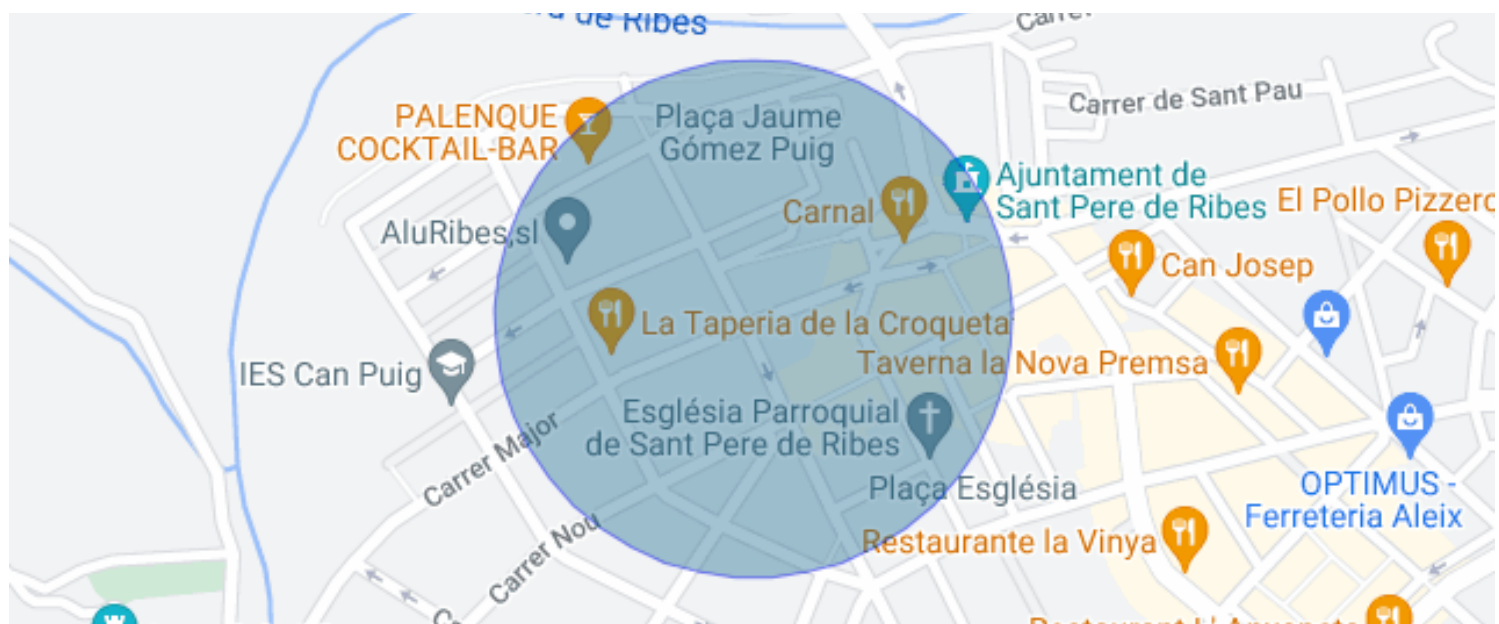 de Ribes
Carrer
PALENQUE
COCKTAIL-BAR
Plaça Jaume
Gómez Puig
Carrer de Sant Pau
Ajuntament de
Sant Pere de Ribes
El Pollo Pizzero
Carnal
AluRibes,sl
Can Josep
La Taperia de la Croqueta
Taverna la Nova Premsa
IES Can Puig
Església Parroquial
de Sant Pere de Ribes
Carrer Major
Plaça Església
OPTIMUS -
Ferreteria Aleix
Carrer Nou
Restaurante la Vinya